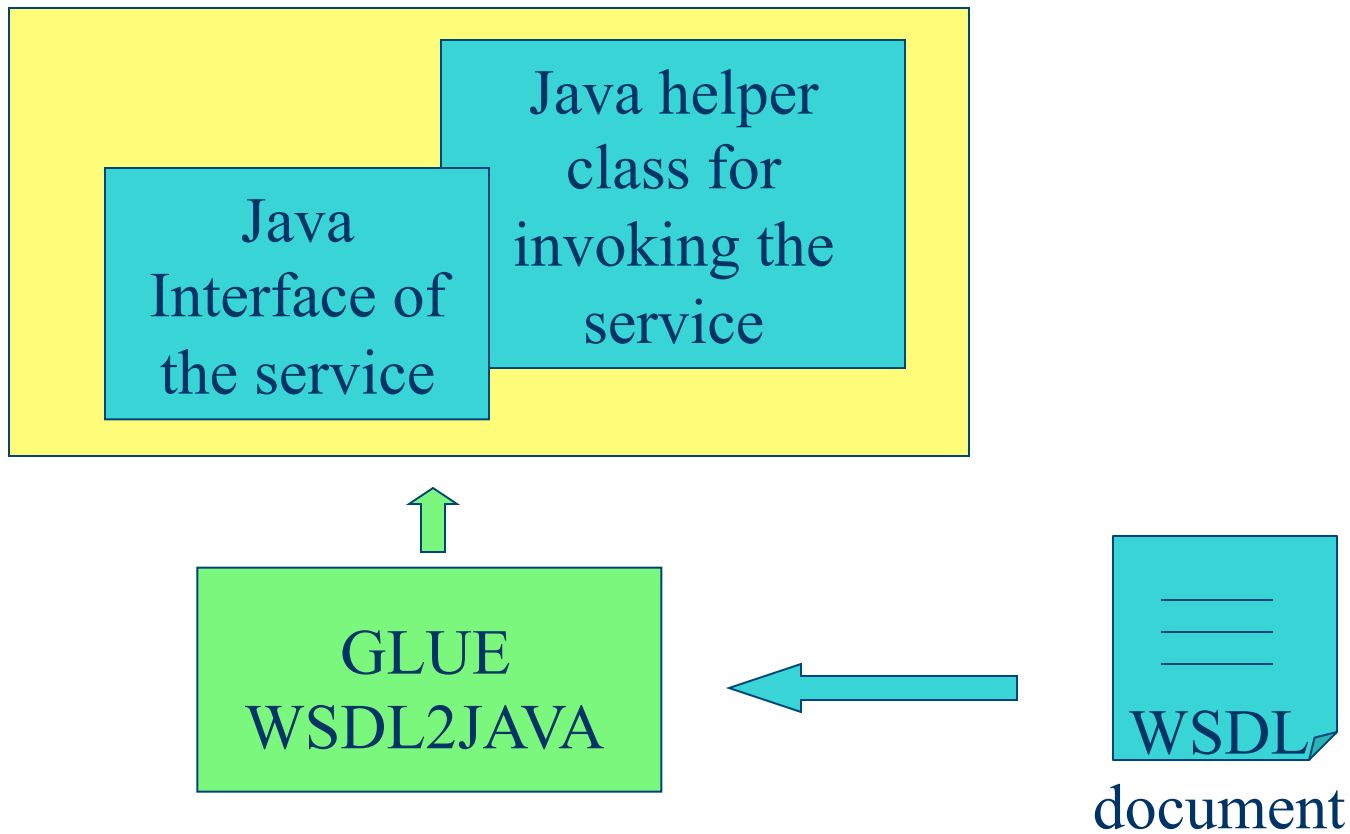 Java helper
class for
invoking the
service
Java
Interface of
the service
GLUE
WSDL2JAVA
WSDL
document